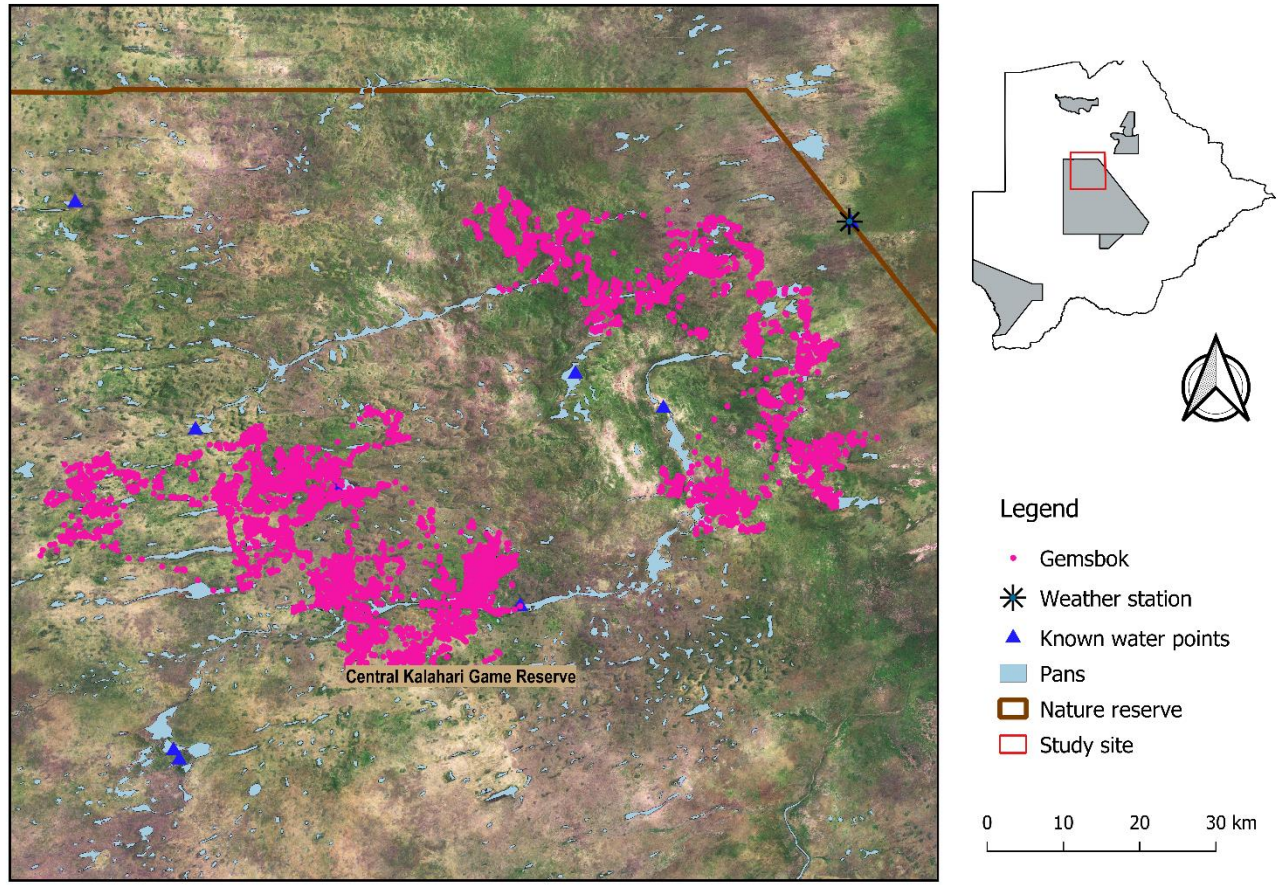 Central Kalahari Game Reserve
Legend
Gemsbok
Weather station
Known water points
Pans
Nature reserve
Study site
0 10 20 30 km